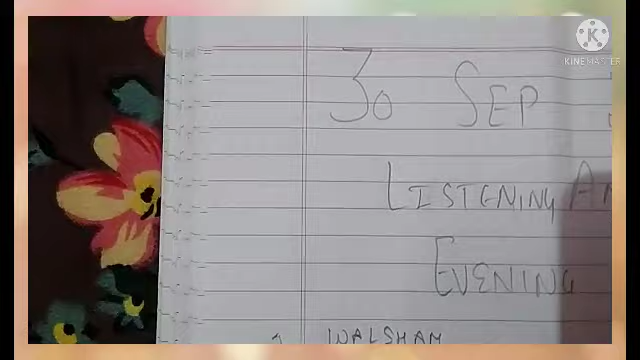 KINEMASTER
30 SEP
LISTENING
EVENING
WALSHAM